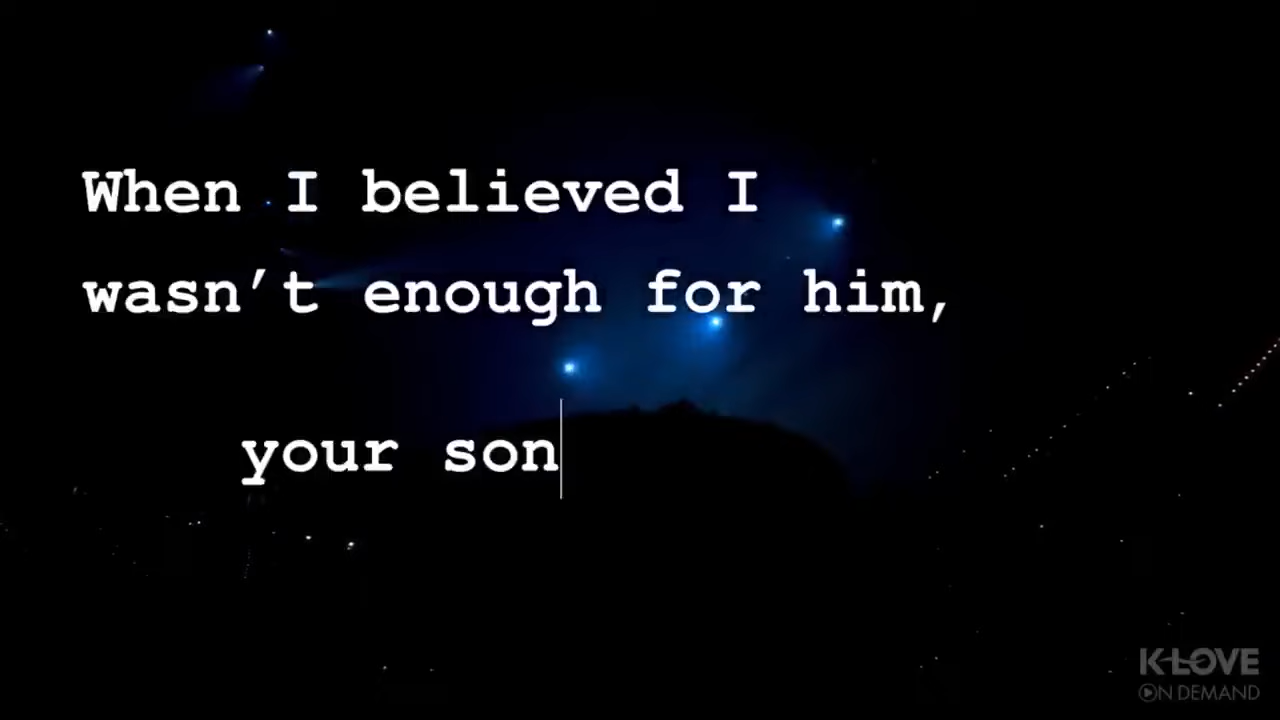 When I believed I
wasn’t enough for him,
your son
K-LOVE
ON DEMAND